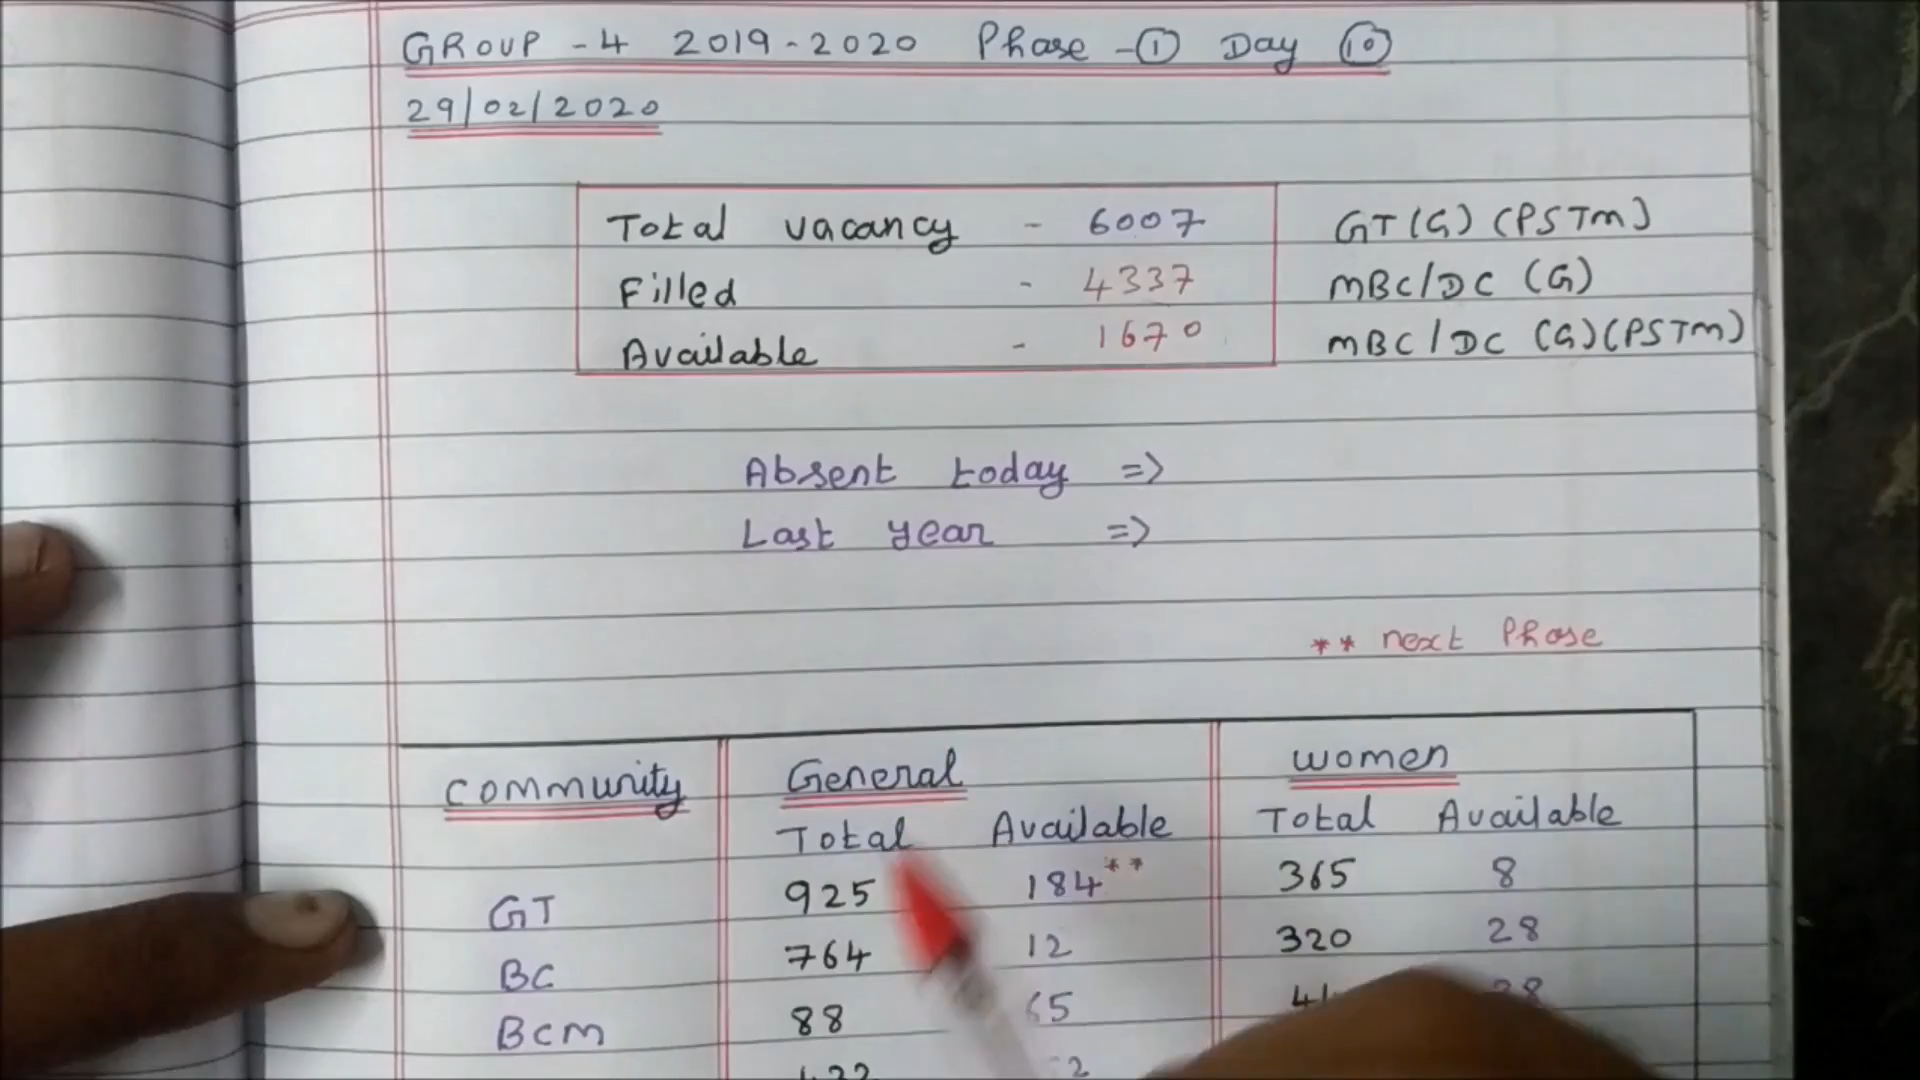 GROUP - 4 2019-2020 Phase - ① Day ⑩
29/02/2020
Total vacancy - 6007 GT (G) (PSTM)
Filled - 4337 MBC/DC (G)
Available - 1670 MBC/DC (G) (PSTM)
Absent today =>
Last year =>
** next Phase
Community General Women
Total Available Total Available
GT 925 184** 365 8
BC 764 12 320 28
BCM 88 65